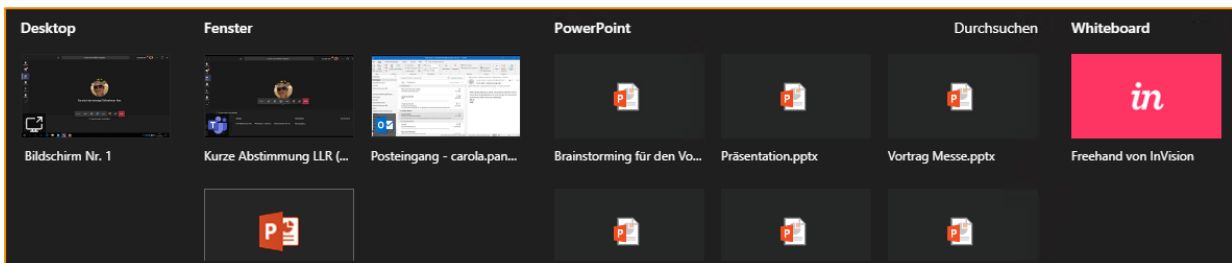 Desktop
Fenster
PowerPoint
Durchsuchen
Whiteboard
in
Bildschirm Nr. 1
Kurze Abstimmung LLR (...
Posteingang - carola.pan...
Brainstorming für den Vo...
Präsentation.pptx
Vortrag Messe.pptx
Freehand von InVision